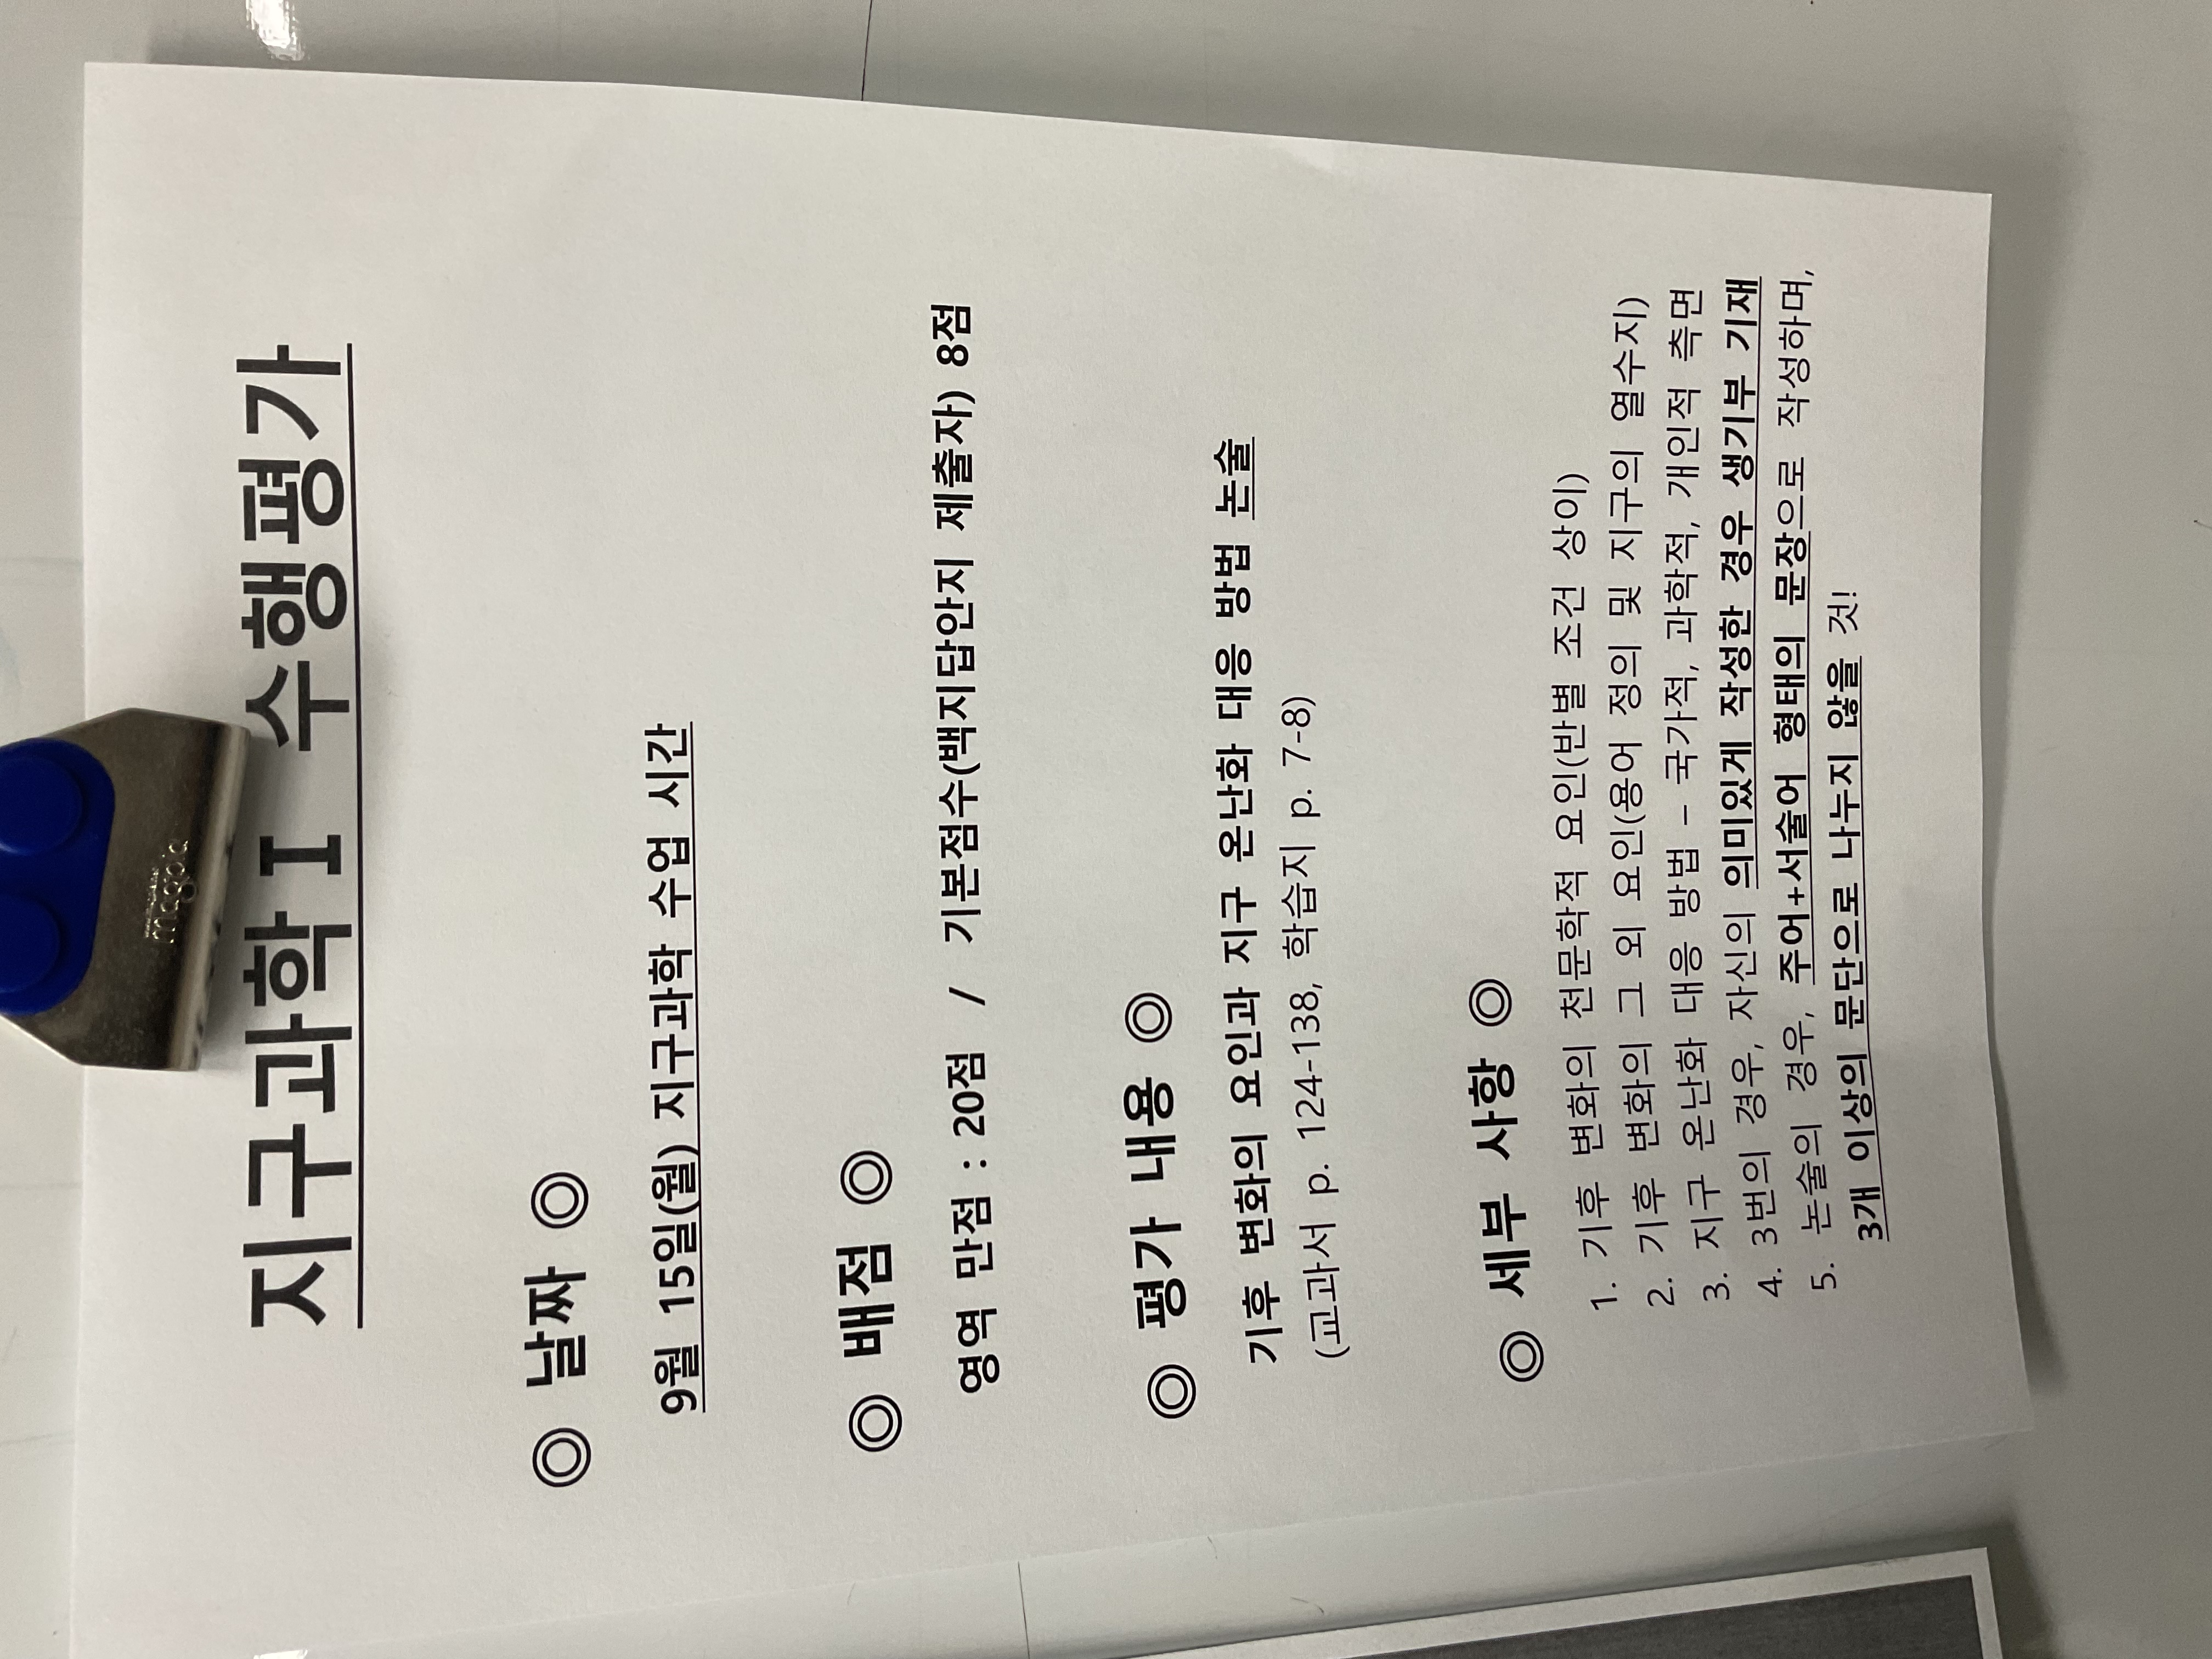 magpia
지구과학Ⅰ 수행평가
◎ 날짜 ◎
9월 15일(월) 지구과학 수업 시간
◎ 배점 ◎
영역 만점 : 20점 / 기본점수(백지답안지 제출자) 8점
◎ 평가 내용 ◎
기후 변화의 요인과 지구 온난화 대응 방법 논술
(교과서 p. 124-138, 학습지 p. 7-8)
◎ 세부 사항 ◎
1. 기후 변화의 천문학적 요인(반별 조건 상이)
2. 기후 변화의 그 외 요인(용어 정의 및 지구의 열수지)
3. 지구 온난화 대응 방법 – 국가적, 과학적, 개인적 측면
4. 3번의 경우, 자신의 의미있게 작성한 경우 생기부 기재
5. 논술의 경우, 주어+서술어 형태의 문장으로 작성하며,
3개 이상의 문단으로 나누지 않을 것!